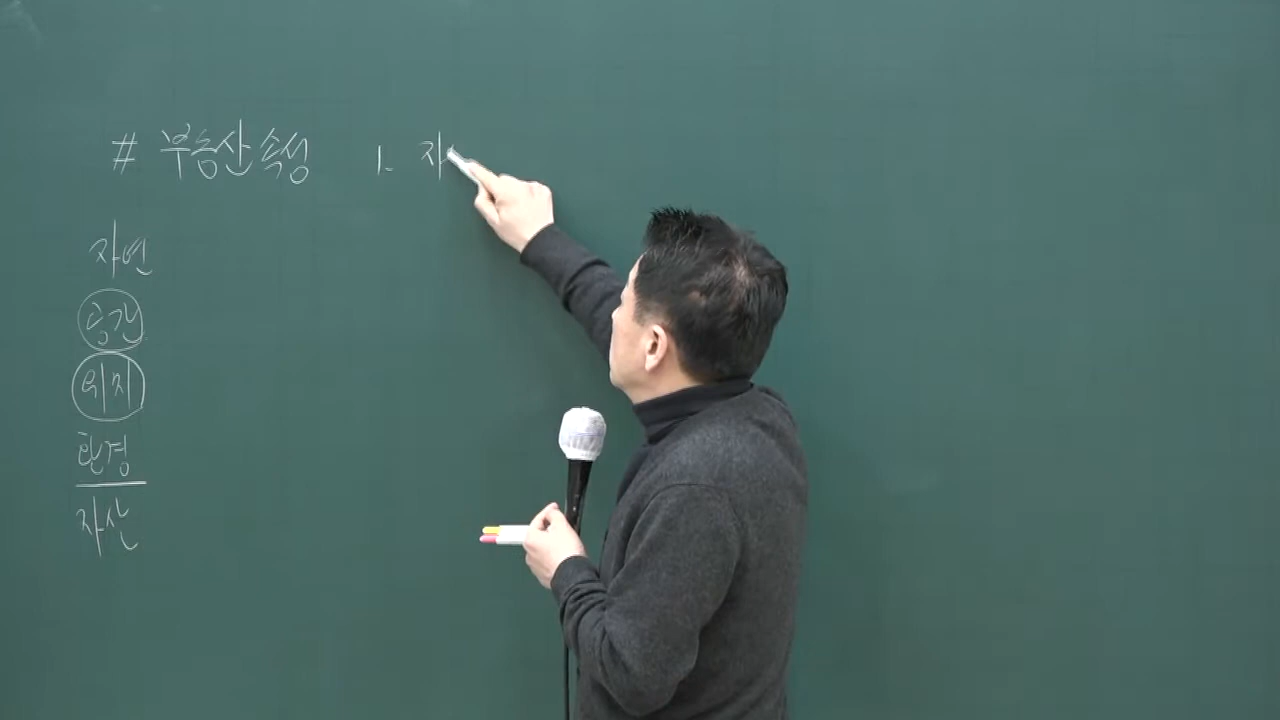 # 부동산 속성 1. 자
자연
공간
위치
환경
자산